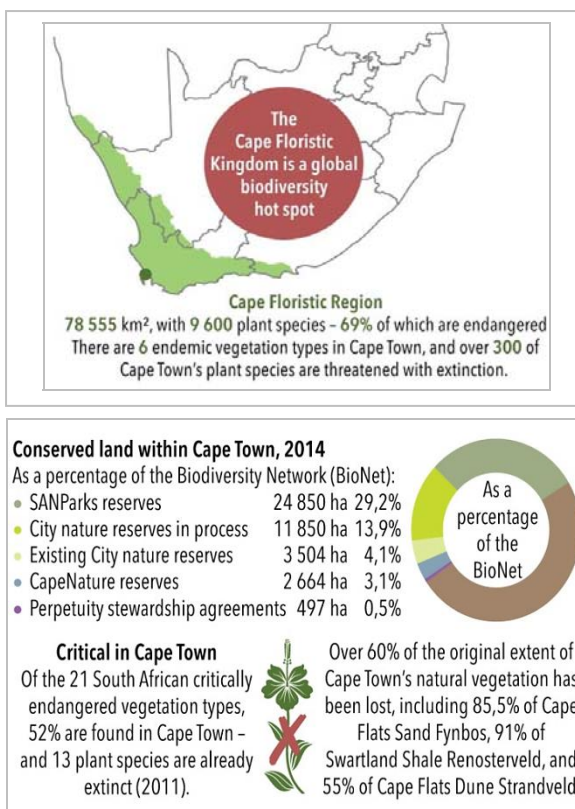 The
Cape Floristic
Kingdom is a global
biodiversity
hot spot
Cape Floristic Region
78 555 km², with 9 600 plant species – 69% of which are endangered
There are 6 endemic vegetation types in Cape Town, and over 300 of
Cape Town's plant species are threatened with extinction.
Conserved land within Cape Town, 2014
As a percentage of the Biodiversity Network (BioNet):
SANParks reserves 24 850 ha 29,2%
City nature reserves in process 11 850 ha 13,9%
Existing City nature reserves 3 504 ha 4,1%
CapeNature reserves 2 664 ha 3,1%
Perpetuity stewardship agreements 497 ha 0,5%
As a
percentage
of the
BioNet
Critical in Cape Town
Of the 21 South African critically
endangered vegetation types,
52% are found in Cape Town –
and 13 plant species are already
extinct (2011).
Over 60% of the original extent of
Cape Town's natural vegetation has
been lost, including 85,5% of Cape
Flats Sand Fynbos, 91% of
Swartland Shale Renosterveld, and
55% of Cape Flats Dune Strandveld